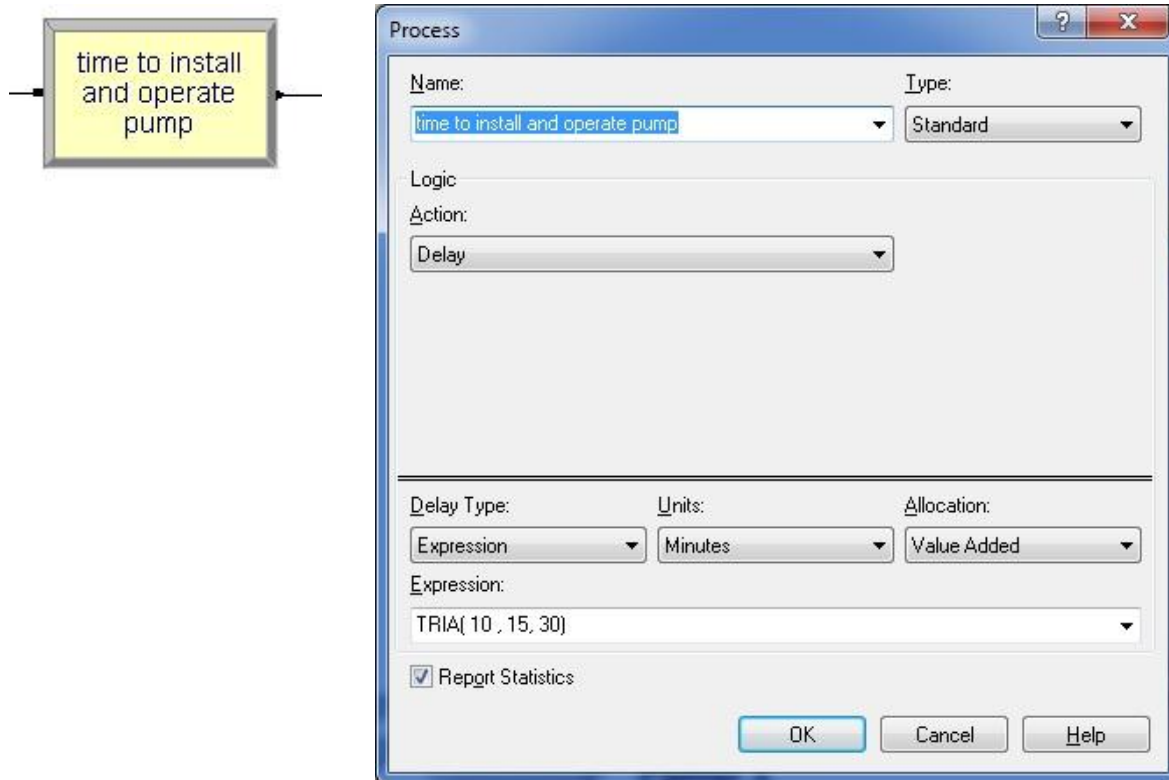 time to install
and operate
pump
Process
Name:
Type:
time to install and operate pump
Standard
Logic
Action:
Delay
Delay Type:
Units:
Allocation:
Expression
Minutes
Value Added
Expression:
TRIA( 10 , 15, 30)
Report Statistics
OK
Cancel
Help